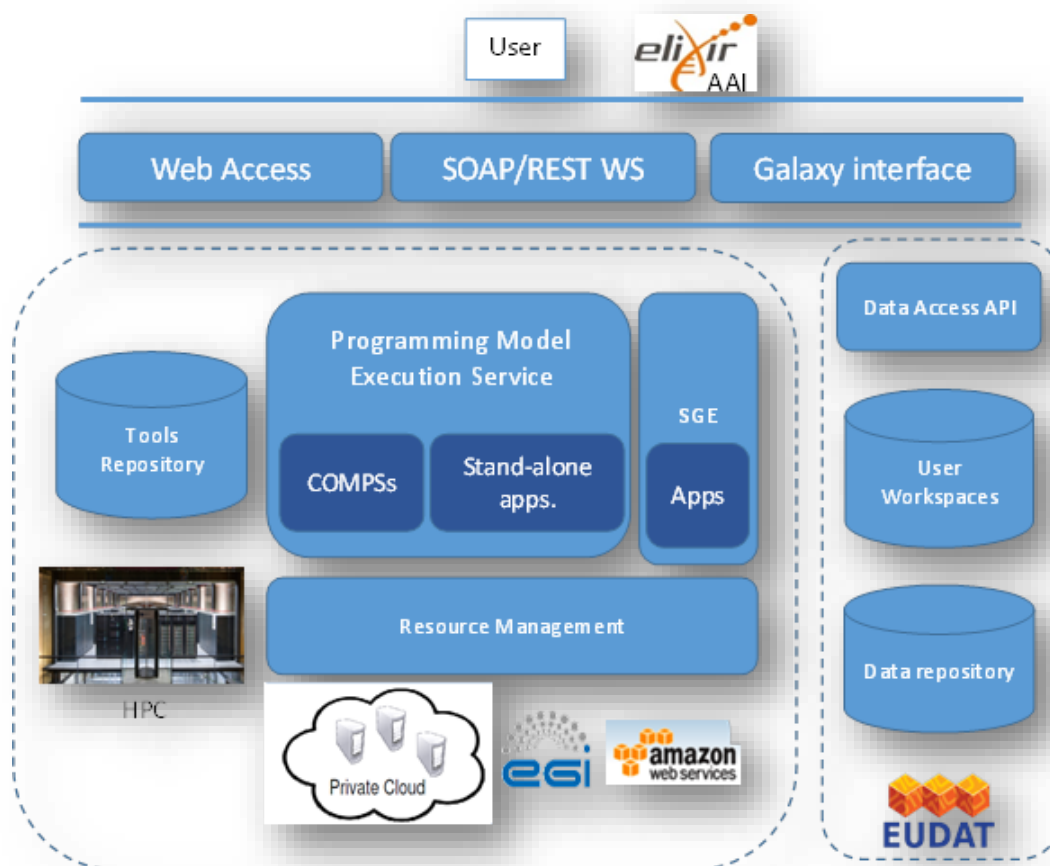 User
elixir
AAI
Web Access
SOAP/REST WS
Galaxy interface
Programming Model
Execution Service
Tools
Repository
COMPSs
Stand-alone
apps.
SGE
Apps
Resource Management
HPC
Private Cloud
egi
amazon
web services
Data Access API
User
Workspaces
Data repository
EUDAT